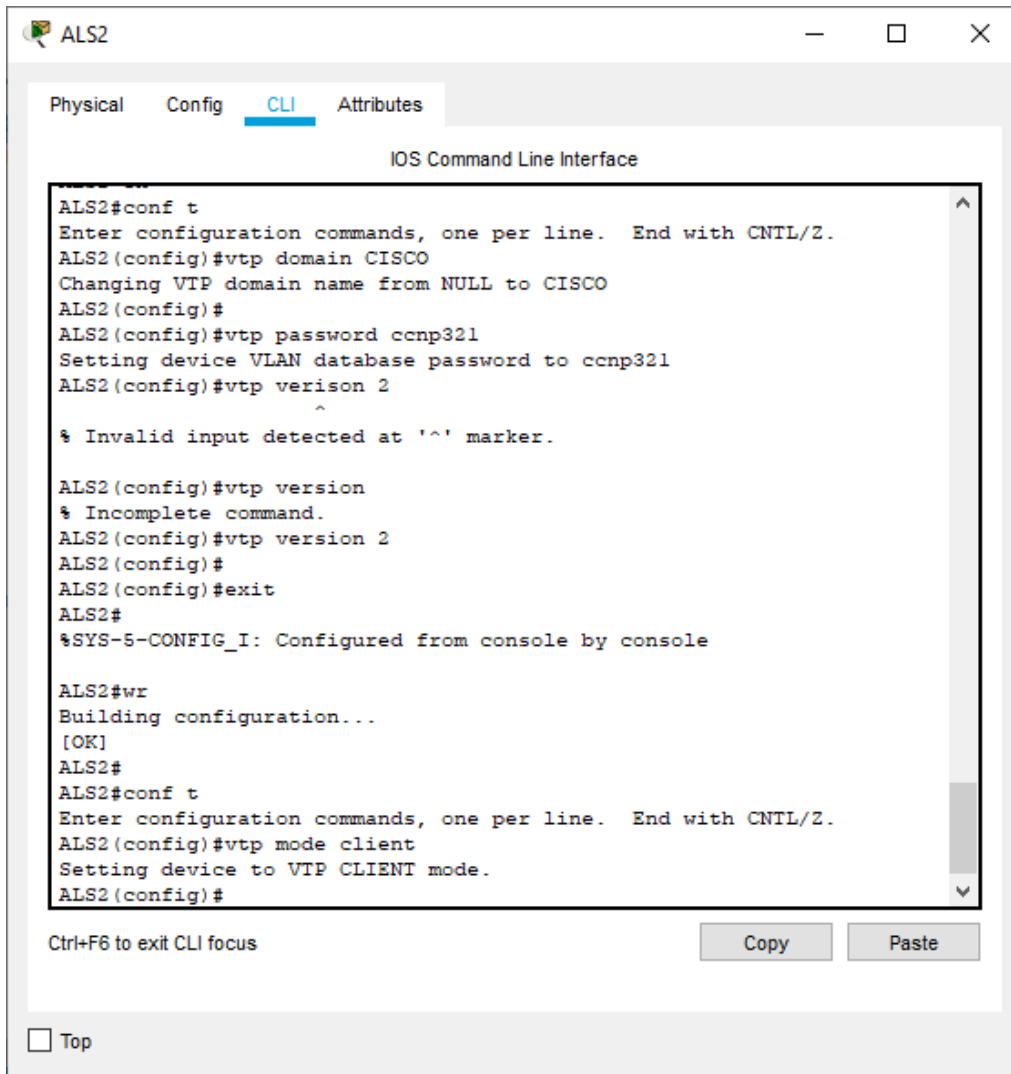 ALS2
Physical Config CLI Attributes
IOS Command Line Interface
ALS2#conf t
Enter configuration commands, one per line.  End with CNTL/Z.
ALS2(config)#vtp domain CISCO
Changing VTP domain name from NULL to CISCO
ALS2(config)#
ALS2(config)#vtp password ccnp321
Setting device VLAN database password to ccnp321
ALS2(config)#vtp verison 2
^
% Invalid input detected at '^' marker.
ALS2(config)#vtp version
% Incomplete command.
ALS2(config)#vtp version 2
ALS2(config)#
ALS2(config)#exit
ALS2#
%SYS-5-CONFIG_I: Configured from console by console
ALS2#wr
Building configuration...
[OK]
ALS2#
ALS2#conf t
Enter configuration commands, one per line.  End with CNTL/Z.
ALS2(config)#vtp mode client
Setting device to VTP CLIENT mode.
ALS2(config)#
Ctrl+F6 to exit CLI focus
Copy Paste
Top